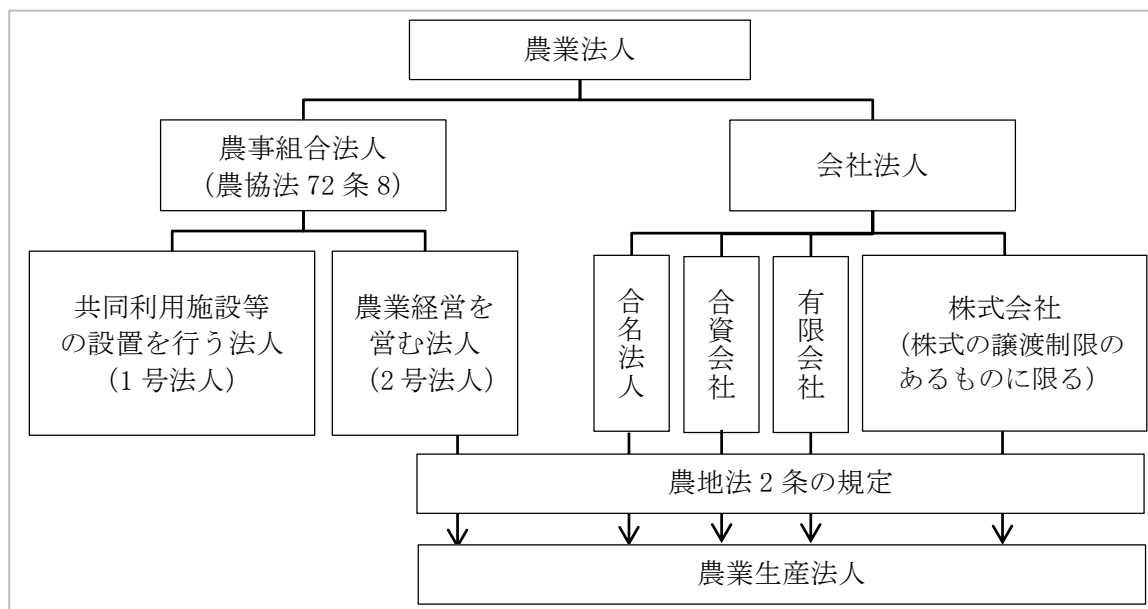 農業法人
農事組合法人
（農協法 72 条 8）
会社法人
共同利用施設等
の設置を行う法人
（1 号法人）
農業経営を
営む法人
（2 号法人）
合名法人
合資会社
有限会社
株式会社
（株式の譲渡制限の
あるものに限る）
農地法 2 条の規定
農業生産法人